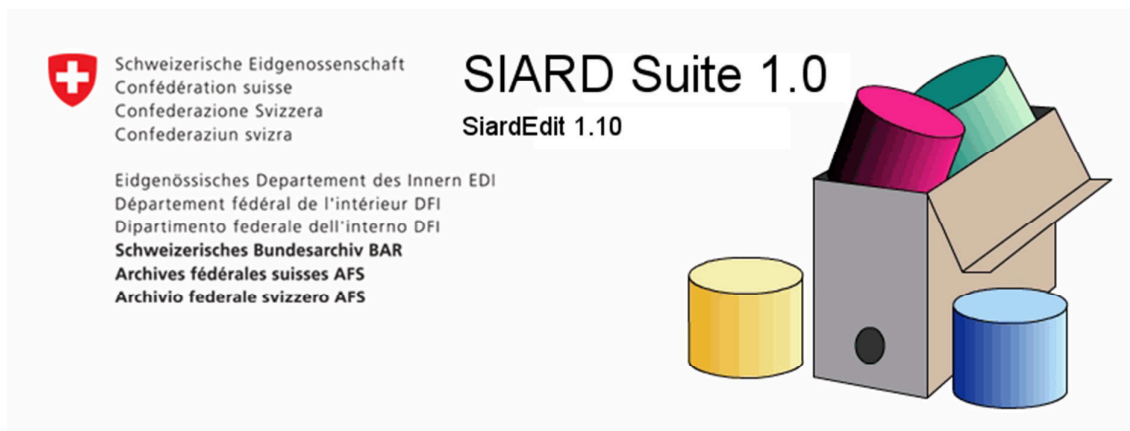 Schweizerische Eidgenossenschaft
Confédération suisse
Confederazione Svizzera
Confederaziun svizra
Eidgenössisches Departement des Innern EDI
Département fédéral de l'intérieur DFI
Dipartimento federale dell'interno DFI
Schweizerisches Bundesarchiv BAR
Archives fédérales suisses AFS
Archivio federale svizzero AFS
SIARD Suite 1.0
SiardEdit 1.10